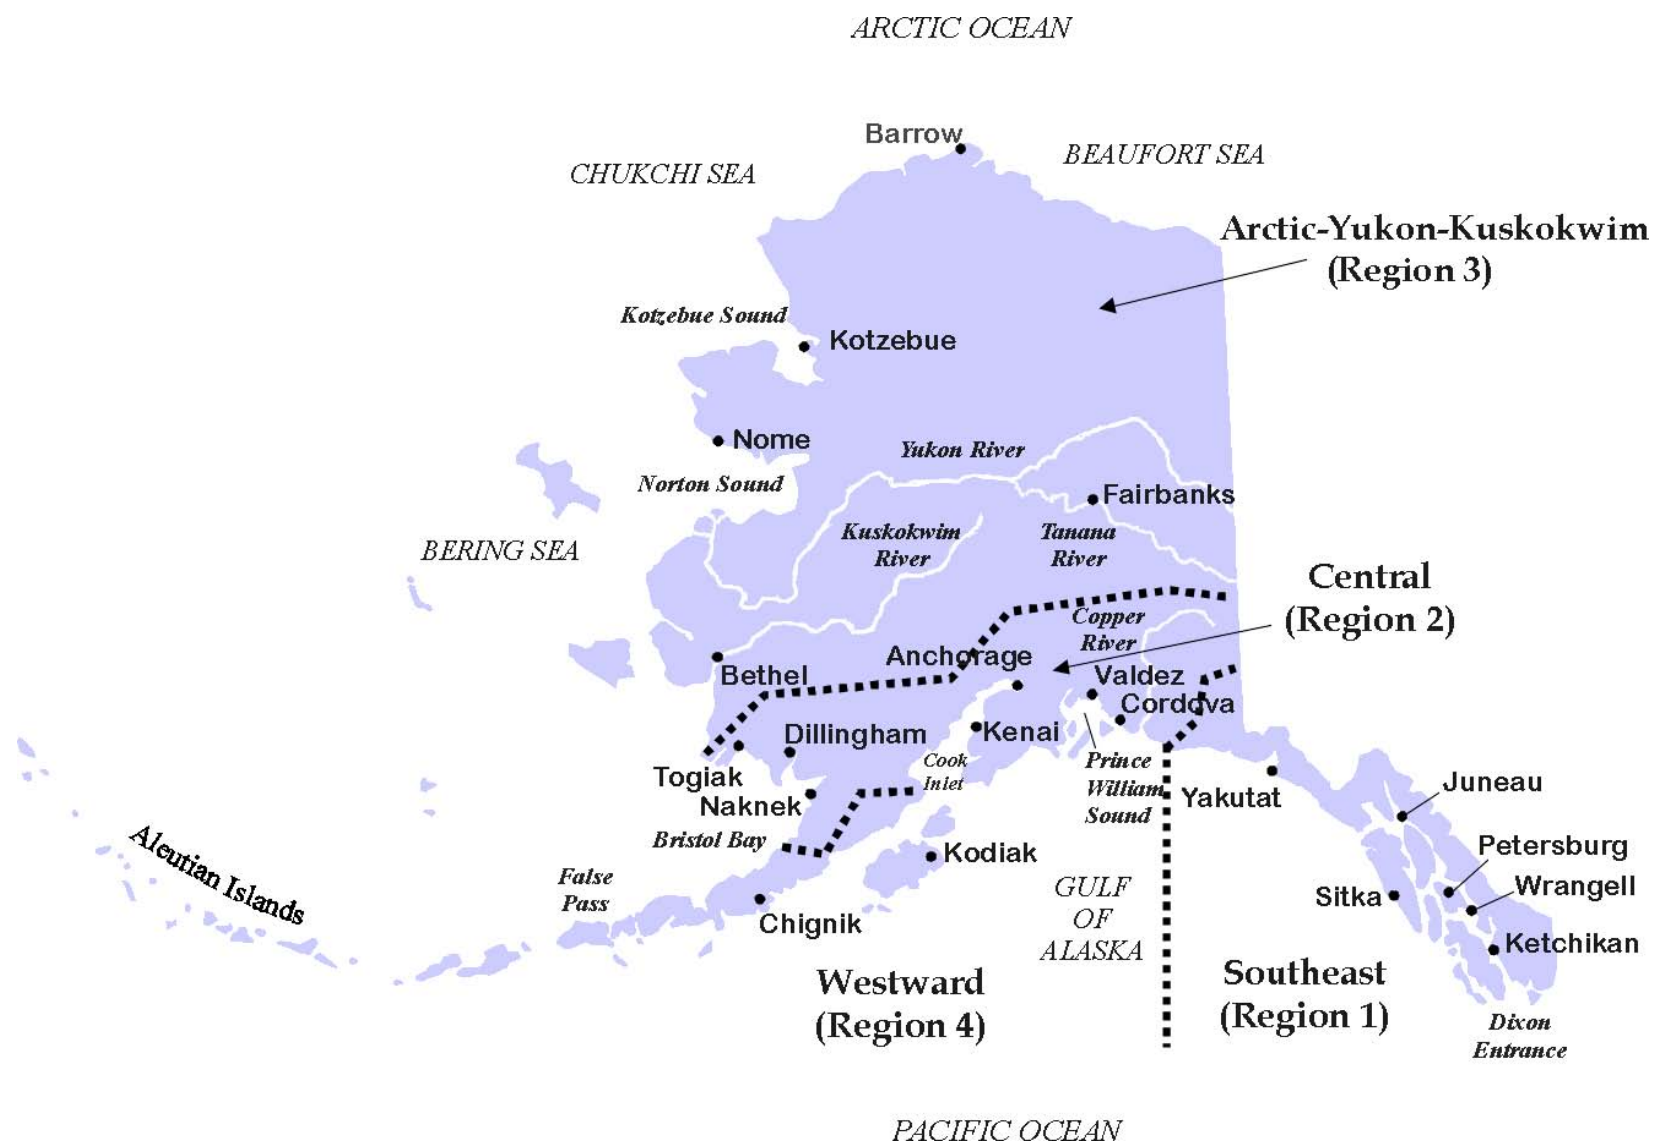 ARCTIC OCEAN
Barrow
BEAUFORT SEA
CHUKCHI SEA
Arctic-Yukon-Kuskokwim
(Region 3)
Kotzebue Sound
Kotzebue
Nome
Yukon River
Norton Sound
Fairbanks
Kuskokwim
River
Tanana
River
BERING SEA
Central
(Region 2)
Copper
River
Anchorage
Bethel
Valdez
Cordova
Dillingham
Kenai
Togiak
Naknek
Cook
Inlet
Prince
William
Sound
Yakutat
Juneau
Bristol Bay
Aleutian Islands
Kodiak
Petersburg
Wrangell
Sitka
False
Pass
Chignik
GULF
OF
ALASKA
Ketchikan
Westward
(Region 4)
Southeast
(Region 1)
Dixon
Entrance
PACIFIC OCEAN